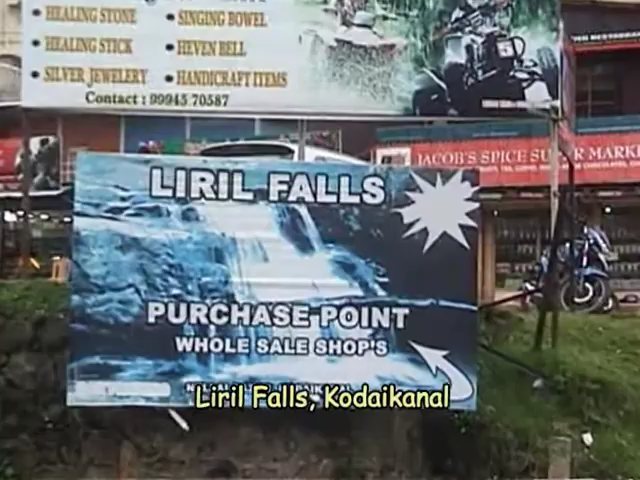 • HEALING STONE • SINGING BOWEL
• HEALING STICK • HEVEN BELL
• SILVER JEWELERY • HANDICRAFT ITEMS
Contact : 99945 70587
JACOB'S SPICE SU R MARK
LIRIL FALLS
PURCHASE POINT
WHOLE SALE SHOP'S
Liril Falls, Kodaikanal